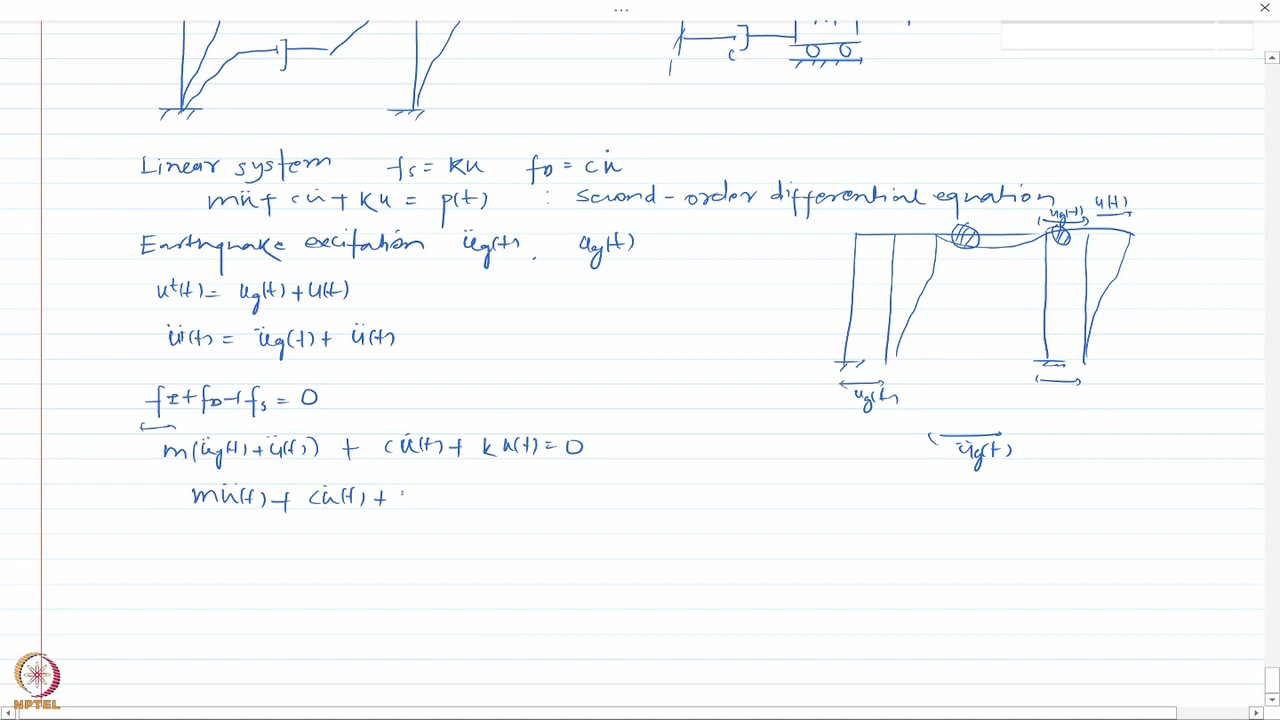 c
Linear system fs = ku fD = cu̇
mü + cu̇ + ku = p(t) : second-order differential equation
ug(t) u(t)
Earthquake excitation üg(t), ug(t)
uᵗ(t) = ug(t) + u(t)
üᵗ(t) = üg(t) + ü(t)
fI + fD + fs = 0
ug(t)
m(üg(t) + ü(t)) + cu̇(t) + ku(t) = 0
üg(t)
mü(t) + cu̇(t) +
NPTEL